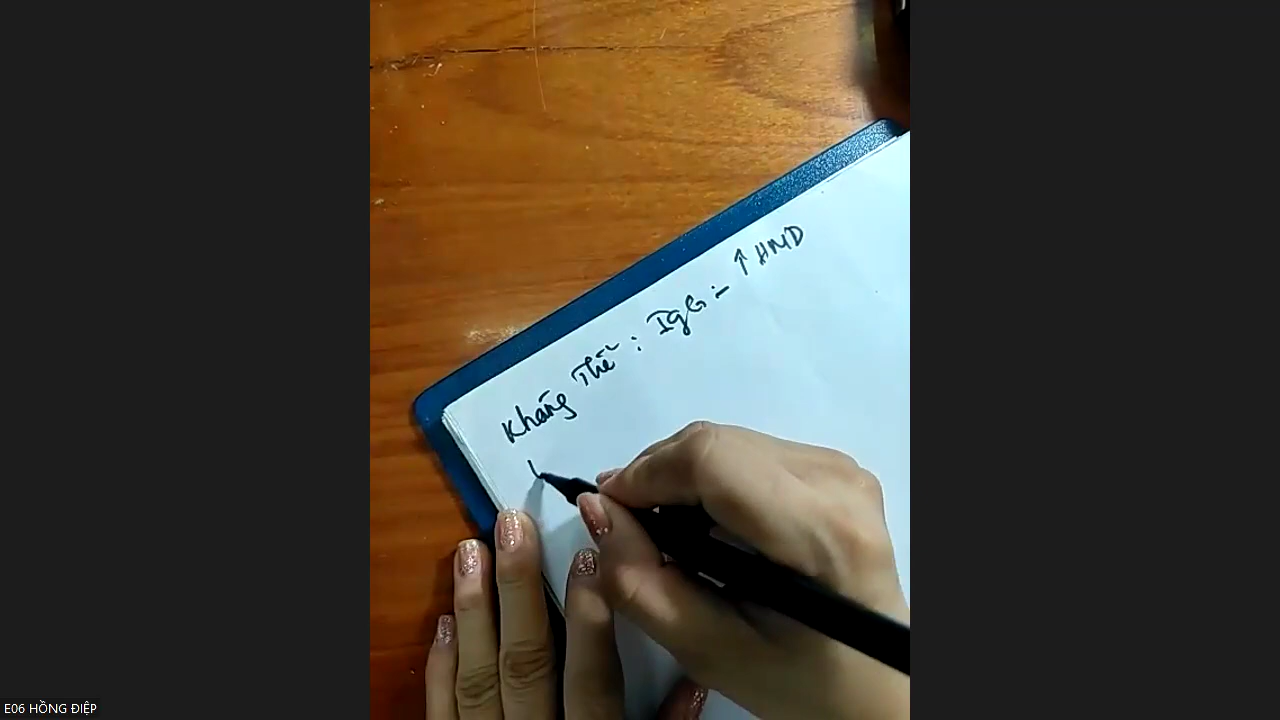 Kháng Thể : IgG :- ↑ HMD
E06 HỒNG ĐIỆP